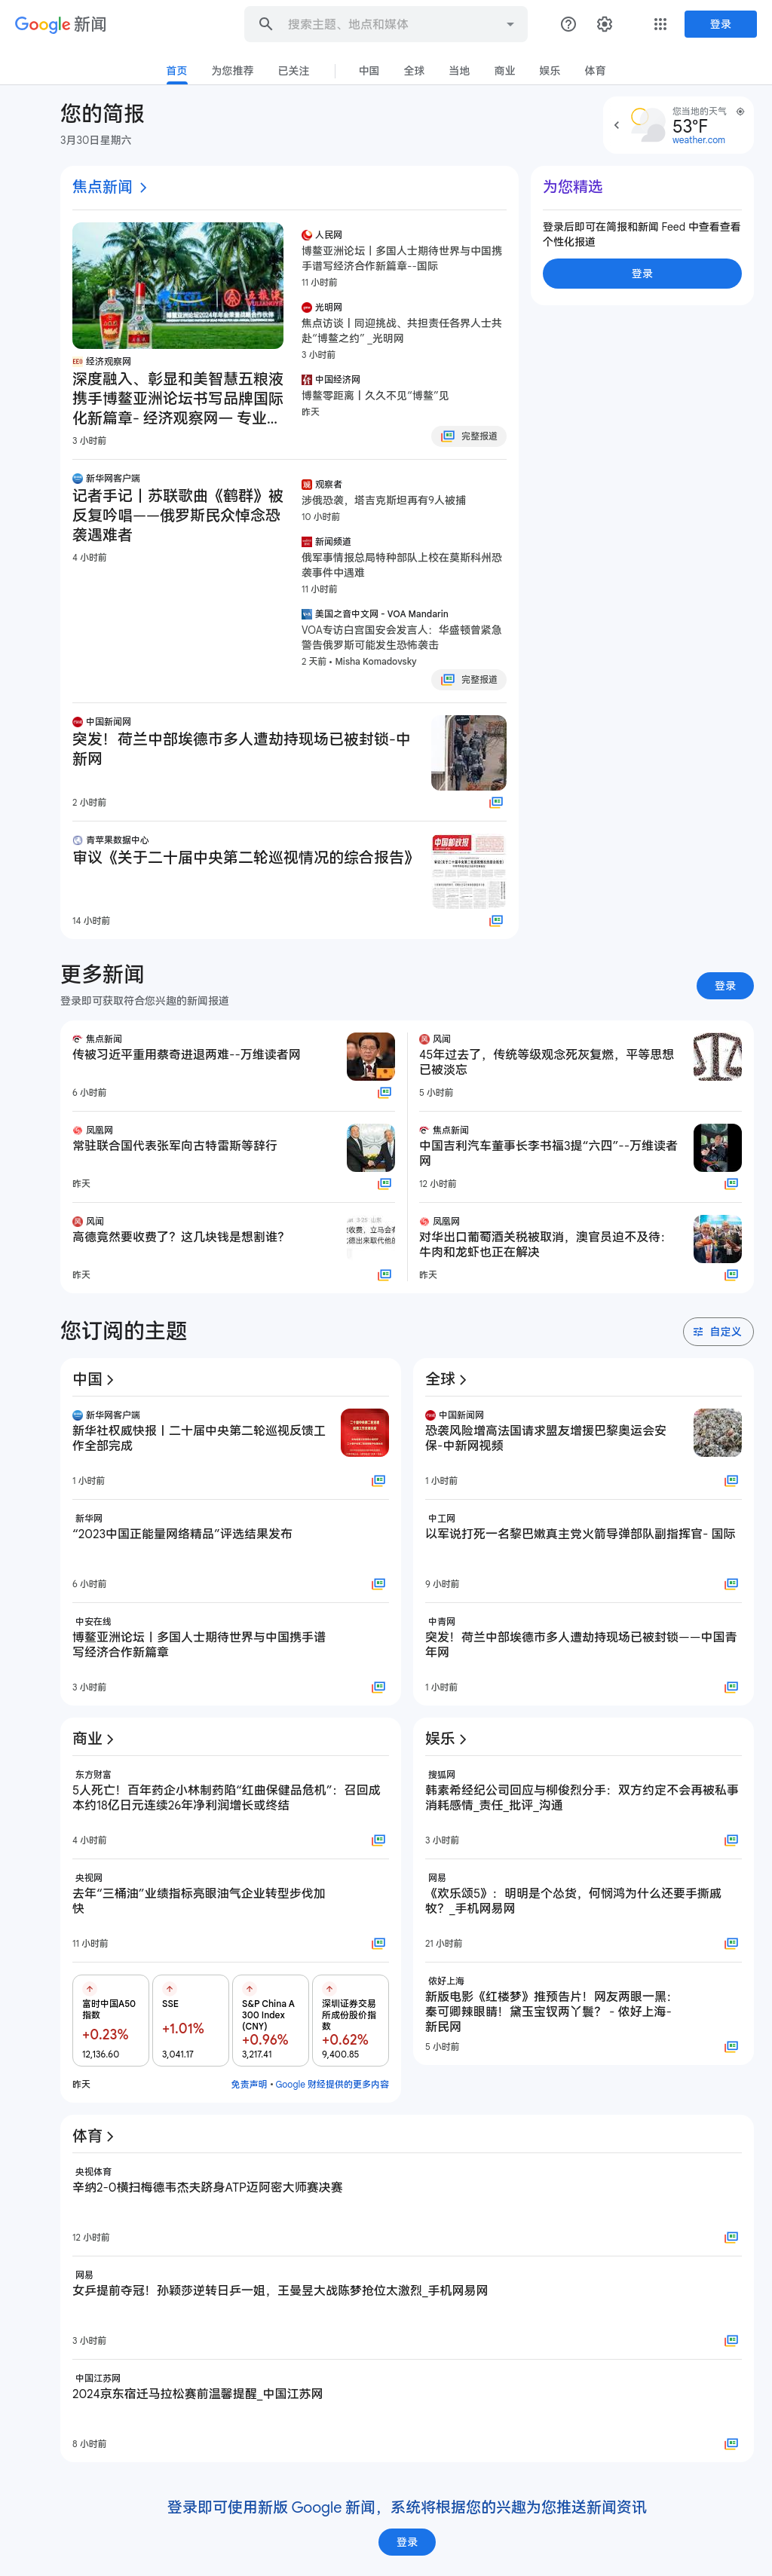 Google 新闻
搜索主题、地点和媒体
登录
首页
为您推荐
已关注
中国
全球
当地
商业
娱乐
体育
您的简报
3月30日星期六
您当地的天气
53°F
weather.com
焦点新闻
经济观察网
深度融入、彰显和美智慧五粮液
携手博鳌亚洲论坛书写品牌国际
化新篇章- 经济观察网一 专业...
3 小时前
人民网
博鳌亚洲论坛丨多国人士期待世界与中国携
手谱写经济合作新篇章--国际
11 小时前
光明网
焦点访谈丨同迎挑战、共担责任各界人士共
赴“博鳌之约” _光明网
3 小时前
中国经济网
博鳌零距离丨久久不见“博鳌”见
昨天
完整报道
新华网客户端
记者手记丨苏联歌曲《鹤群》被
反复吟唱——俄罗斯民众悼念恐
袭遇难者
4 小时前
观察者
涉俄恐袭，塔吉克斯坦再有9人被捕
10 小时前
新闻频道
俄军事情报总局特种部队上校在莫斯科州恐
袭事件中遇难
11 小时前
美国之音中文网 - VOA Mandarin
VOA专访白宫国安会发言人：华盛顿曾紧急
警告俄罗斯可能发生恐怖袭击
2 天前 • Misha Komadovsky
完整报道
中国新闻网
突发！荷兰中部埃德市多人遭劫持现场已被封锁-中
新网
2 小时前
青苹果数据中心
审议《关于二十届中央第二轮巡视情况的综合报告》
14 小时前
为您精选
登录后即可在简报和新闻 Feed 中查看查看
个性化报道
登录
更多新闻
登录即可获取符合您兴趣的新闻报道
登录
焦点新闻
传被习近平重用蔡奇进退两难--万维读者网
6 小时前
风闻
45年过去了，传统等级观念死灰复燃，平等思想
已被淡忘
5 小时前
凤凰网
常驻联合国代表张军向古特雷斯等辞行
昨天
焦点新闻
中国吉利汽车董事长李书福3提“六四”--万维读者
网
12 小时前
风闻
高德竟然要收费了？这几块钱是想割谁？
昨天
凤凰网
对华出口葡萄酒关税被取消，澳官员迫不及待：
牛肉和龙虾也正在解决
昨天
您订阅的主题
自定义
中国
新华网客户端
新华社权威快报丨二十届中央第二轮巡视反馈工
作全部完成
1 小时前
新华网
“2023中国正能量网络精品”评选结果发布
6 小时前
中安在线
博鳌亚洲论坛丨多国人士期待世界与中国携手谱
写经济合作新篇章
3 小时前
全球
中国新闻网
恐袭风险增高法国请求盟友增援巴黎奥运会安
保-中新网视频
1 小时前
中工网
以军说打死一名黎巴嫩真主党火箭导弹部队副指挥官- 国际
9 小时前
中青网
突发！荷兰中部埃德市多人遭劫持现场已被封锁——中国青
年网
1 小时前
商业
东方财富
5人死亡！百年药企小林制药陷“红曲保健品危机”：召回成
本约18亿日元连续26年净利润增长或终结
4 小时前
央视网
去年“三桶油”业绩指标亮眼油气企业转型步伐加
快
11 小时前
富时中国A50
指数
+0.23%
12,136.60
SSE
+1.01%
3,041.17
S&P China A
300 Index
(CNY)
+0.96%
3,217.41
深圳证券交易
所成份股价指
数
+0.62%
9,400.85
昨天
免责声明 • Google 财经提供的更多内容
娱乐
搜狐网
韩素希经纪公司回应与柳俊烈分手：双方约定不会再被私事
消耗感情_责任_批评_沟通
3 小时前
网易
《欢乐颂5》：明明是个怂货，何悯鸿为什么还要手撕戚
牧？_手机网易网
21 小时前
侬好上海
新版电影《红楼梦》推预告片！网友两眼一黑：
秦可卿辣眼睛！黛玉宝钗两丫鬟？ - 侬好上海-
新民网
5 小时前
体育
央视体育
辛纳2-0横扫梅德韦杰夫跻身ATP迈阿密大师赛决赛
12 小时前
网易
女乒提前夺冠！孙颖莎逆转日乒一姐，王曼昱大战陈梦抢位太激烈_手机网易网
3 小时前
中国江苏网
2024京东宿迁马拉松赛前温馨提醒_中国江苏网
8 小时前
登录即可使用新版 Google 新闻，系统将根据您的兴趣为您推送新闻资讯
登录